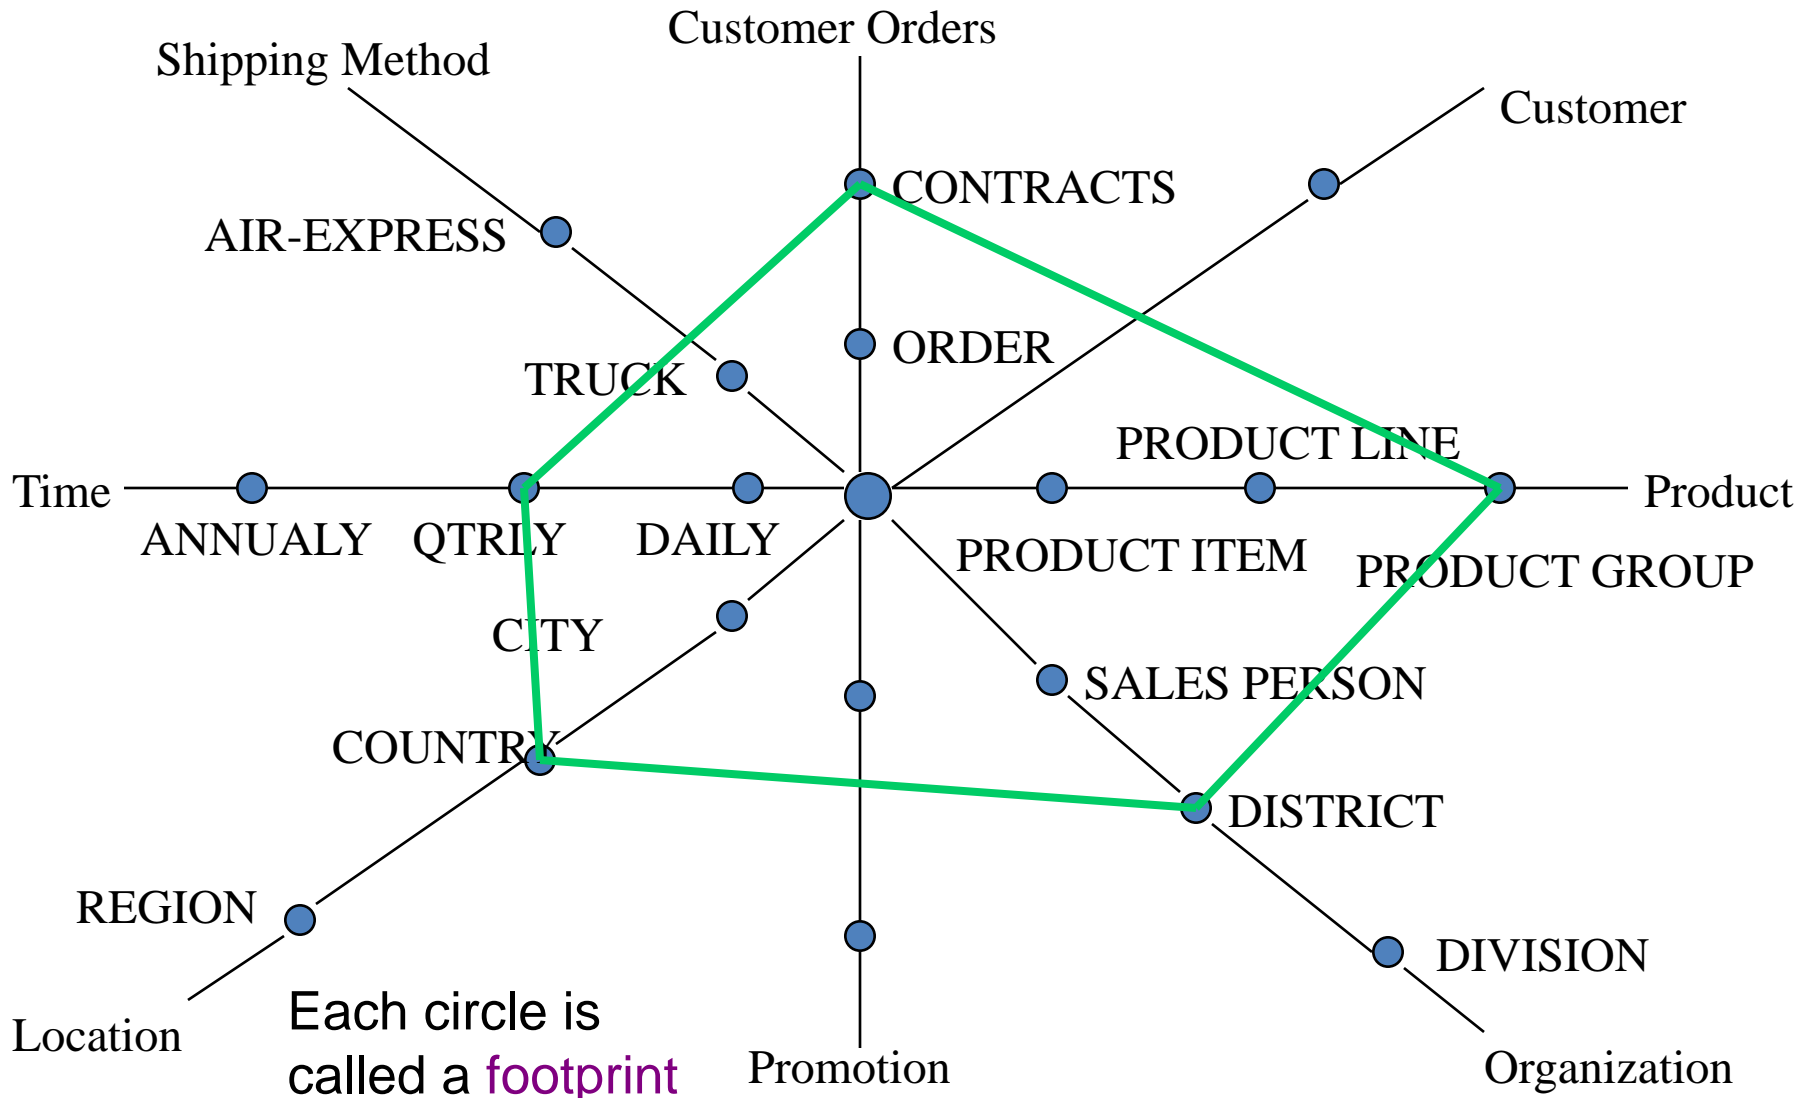 Customer Orders
Shipping Method
Customer
CONTRACTS
AIR-EXPRESS
ORDER
TRUCK
PRODUCT LINE
Time
Product
ANNUALY
QTRLY
DAILY
PRODUCT ITEM
PRODUCT GROUP
CITY
SALES PERSON
COUNTRY
DISTRICT
REGION
DIVISION
Location
Each circle is
called a footprint
Promotion
Organization